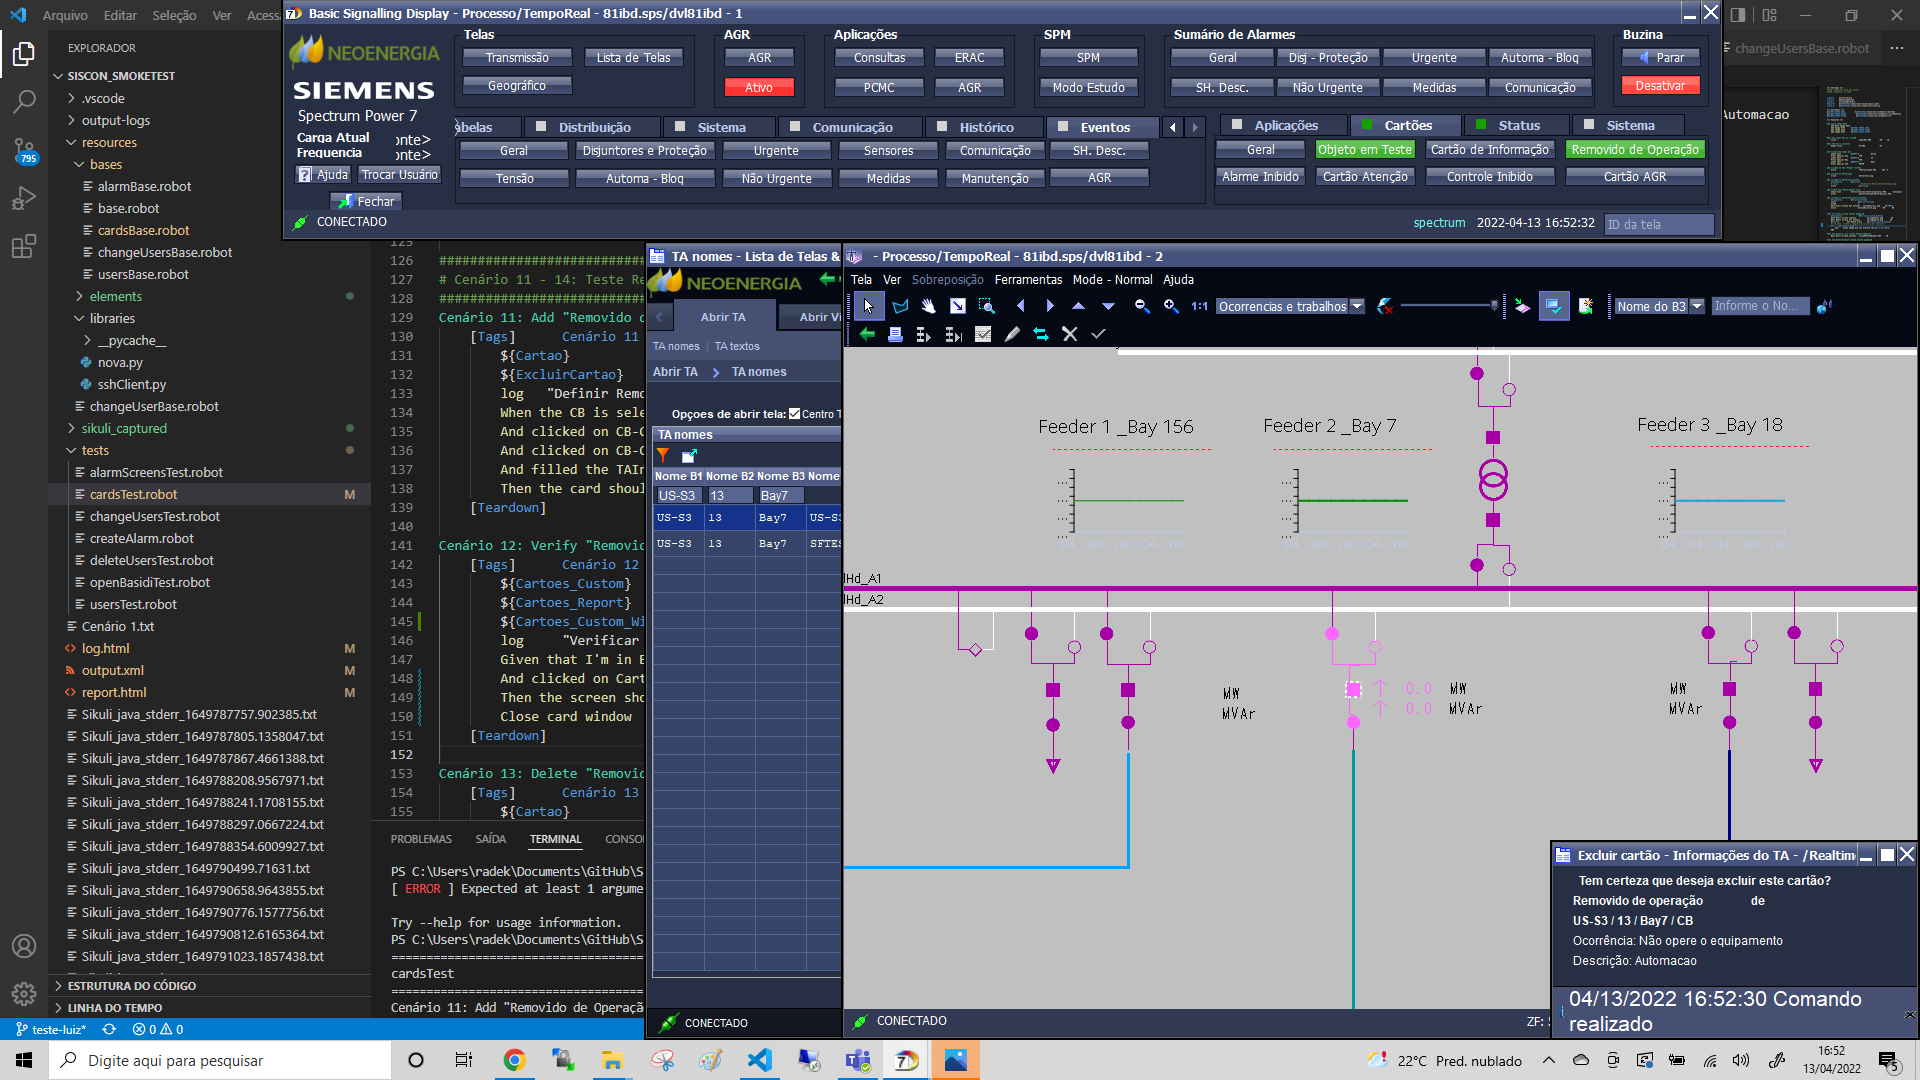 Arquivo Editar Seleção Ver Acess
EXPLORADOR
SISCON_SMOKETEST
.vscode
output-logs
resources
bases
alarmBase.robot
base.robot
cardsBase.robot
changeUsersBase.robot
usersBase.robot
elements
libraries
__pycache__
nova.py
sshClient.py
changeUserBase.robot
sikuli_captured
tests
alarmScreensTest.robot
cardsTest.robot M
changeUsersTest.robot
createAlarm.robot
deleteUsersTest.robot
openBasidiTest.robot
usersTest.robot
Cenário 1.txt
log.html M
output.xml M
report.html M
Sikuli_java_stderr_1649787757.902385.txt
Sikuli_java_stderr_1649787805.1358047.txt
Sikuli_java_stderr_1649787867.4661388.txt
Sikuli_java_stderr_1649788208.9567971.txt
Sikuli_java_stderr_1649788241.1708155.txt
Sikuli_java_stderr_1649788297.0667224.txt
Sikuli_java_stderr_1649788354.6009927.txt
Sikuli_java_stderr_1649790499.71631.txt
Sikuli_java_stderr_1649790658.9643855.txt
Sikuli_java_stderr_1649790776.1577756.txt
Sikuli_java_stderr_1649790812.6165364.txt
Sikuli_java_stderr_1649791023.1857438.txt
ESTRUTURA DO CÓDIGO
LINHA DO TEMPO
795
teste-luiz* 0 0
Basic Signalling Display - Processo/TempoReal - 81ibd.sps/dvl81ibd - 1
NEOENERGIA
SIEMENS
Spectrum Power 7
Carga Atual onte>
Frequencia onte>
Ajuda Trocar Usuário
Fechar
CONECTADO
Telas
Transmissão Lista de Telas
Geográfico
AGR
AGR
Ativo
Aplicações
Consultas ERAC
PCMC AGR
SPM
SPM
Modo Estudo
Sumário de Alarmes
Geral Disj - Proteção Urgente Automa - Bloq
SH. Desc. Não Urgente Medidas Comunicação
Buzina
Parar
Desativar
abelas Distribuição Sistema Comunicação Histórico Eventos
Geral Disjuntores e Proteção Urgente Sensores Comunicação SH. Desc.
Tensão Automa - Bloq Não Urgente Medidas Manutenção AGR
Aplicações Cartões Status Sistema
Geral Objeto em Teste Cartão de Informação Removido de Operação
Alarme Inibido Cartão Atenção Controle Inibido Cartão AGR
spectrum 2022-04-13 16:52:32 ID da tela
changeUsersBase.robot
Automacao
125
126 ##########################
127 # Cenário 11 - 14: Teste Re
128 ##########################
129 Cenário 11: Add "Removido d
130 [Tags] Cenário 11
131 ${Cartao}
132 ${ExcluirCartao}
133 log "Definir Remo
134 When the CB is sele
135 And clicked on CB-C
136 And clicked on CB-C
137 And filled the TAIn
138 Then the card shoul
139 [Teardown]
140
141 Cenário 12: Verify "Removid
142 [Tags] Cenário 12
143 ${Cartoes_Custom}
144 ${Cartoes_Report}
145 ${Cartoes_Custom_Wi
146 log "Verificar
147 Given that I'm in B
148 And clicked on Cart
149 Then the screen sho
150 Close card window
151 [Teardown]
152
153 Cenário 13: Delete "Removid
154 [Tags] Cenário 13
155 ${Cartao}
PROBLEMAS SAÍDA TERMINAL CONSO
PS C:\Users\radek\Documents\GitHub\S
[ ERROR ] Expected at least 1 argume
Try --help for usage information.
PS C:\Users\radek\Documents\GitHub\S
cardsTest
Cenário 11: Add "Removido de Operaçã
TA nomes - Lista de Telas &
NEOENERGIA
Abrir TA Abrir Vi
TA nomes TA textos
Abrir TA > TA nomes
Opçoes de abrir tela: Centro T
TA nomes
Nome B1 Nome B2 Nome B3 Nome
US-S3 13 Bay7
US-S3 13 Bay7 US-S3
US-S3 13 Bay7 SFTES
CONECTADO
- Processo/TempoReal - 81ibd.sps/dvl81ibd - 2
Tela Ver Sobreposição Ferramentas Mode - Normal Ajuda
1:1 Ocorrencias e trabalhos Nome do B3 Informe o No...
Feeder 1 _Bay 156 Feeder 2 _Bay 7 Feeder 3 _Bay 18
04... 04... 04... 04...
04... 04... 04... 04...
04... 04... 04... 04...
lHd_A1
lHd_A2
MW 0.0 MW MW
MVAr 0.0 MVAr MVAr
CONECTADO ZF:
Excluir cartão - Informações do TA - /Realtim
Tem certeza que deseja excluir este cartão?
Removido de operação de
US-S3 / 13 / Bay7 / CB
Ocorrência: Não opere o equipamento
Descrição: Automacao
04/13/2022 16:52:30 Comando
realizado
Digite aqui para pesquisar
22°C Pred. nublado
16:52
13/04/2022
5